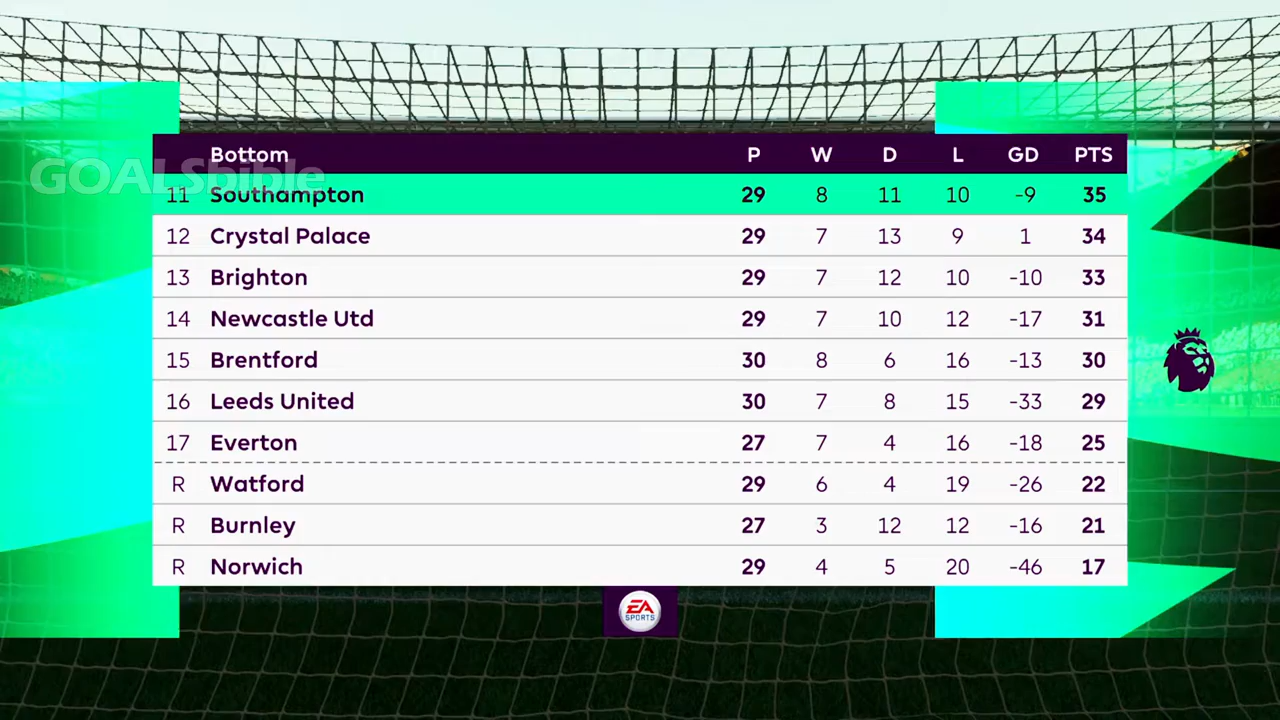 GOALSbible
Bottom P W D L GD PTS
11 Southampton 29 8 11 10 -9 35
12 Crystal Palace 29 7 13 9 1 34
13 Brighton 29 7 12 10 -10 33
14 Newcastle Utd 29 7 10 12 -17 31
15 Brentford 30 8 6 16 -13 30
16 Leeds United 30 7 8 15 -33 29
17 Everton 27 7 4 16 -18 25
R Watford 29 6 4 19 -26 22
R Burnley 27 3 12 12 -16 21
R Norwich 29 4 5 20 -46 17
EA
SPORTS